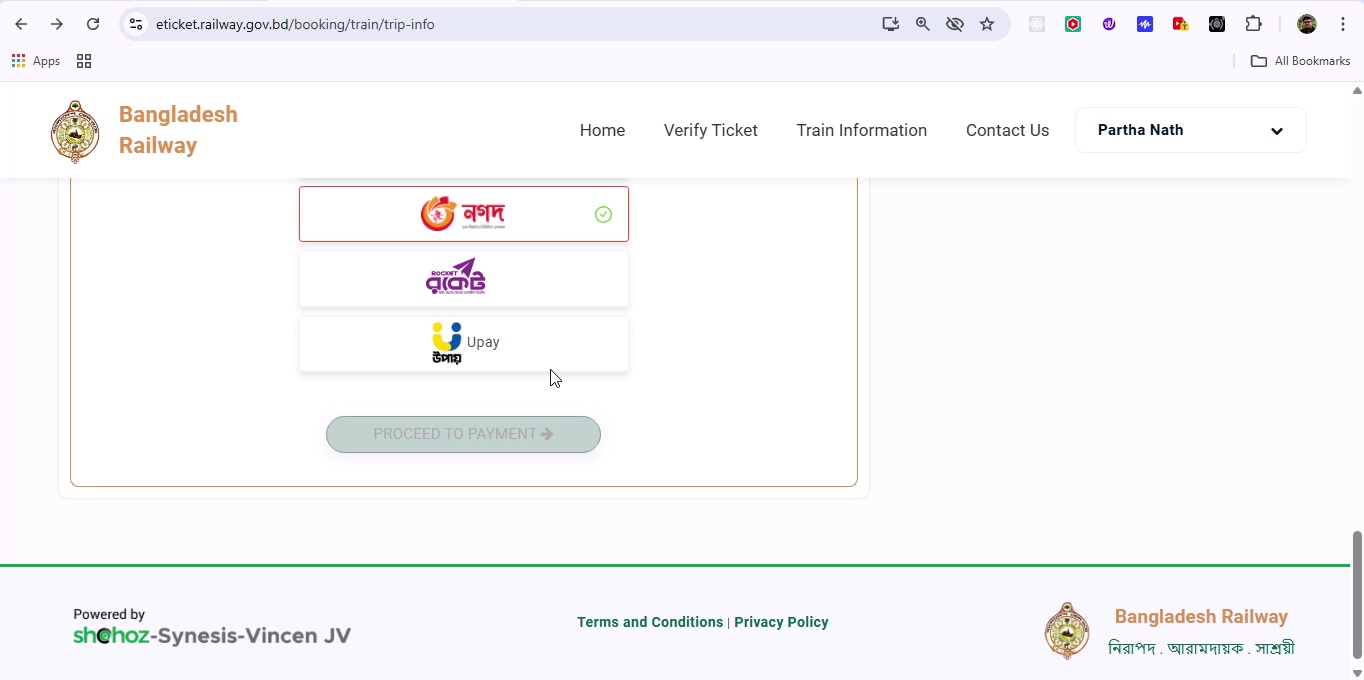 eticket.railway.gov.bd/booking/train/trip-info
Apps
All Bookmarks
Bangladesh
Railway
Home
Verify Ticket
Train Information
Contact Us
Partha Nath
নগদ
ROCKET
রকেট
উপায়
Upay
PROCEED TO PAYMENT
Powered by
shohoz-Synesis-Vincen JV
Terms and Conditions | Privacy Policy
Bangladesh Railway
নিরাপদ . আরামদায়ক . সাশ্রয়ী